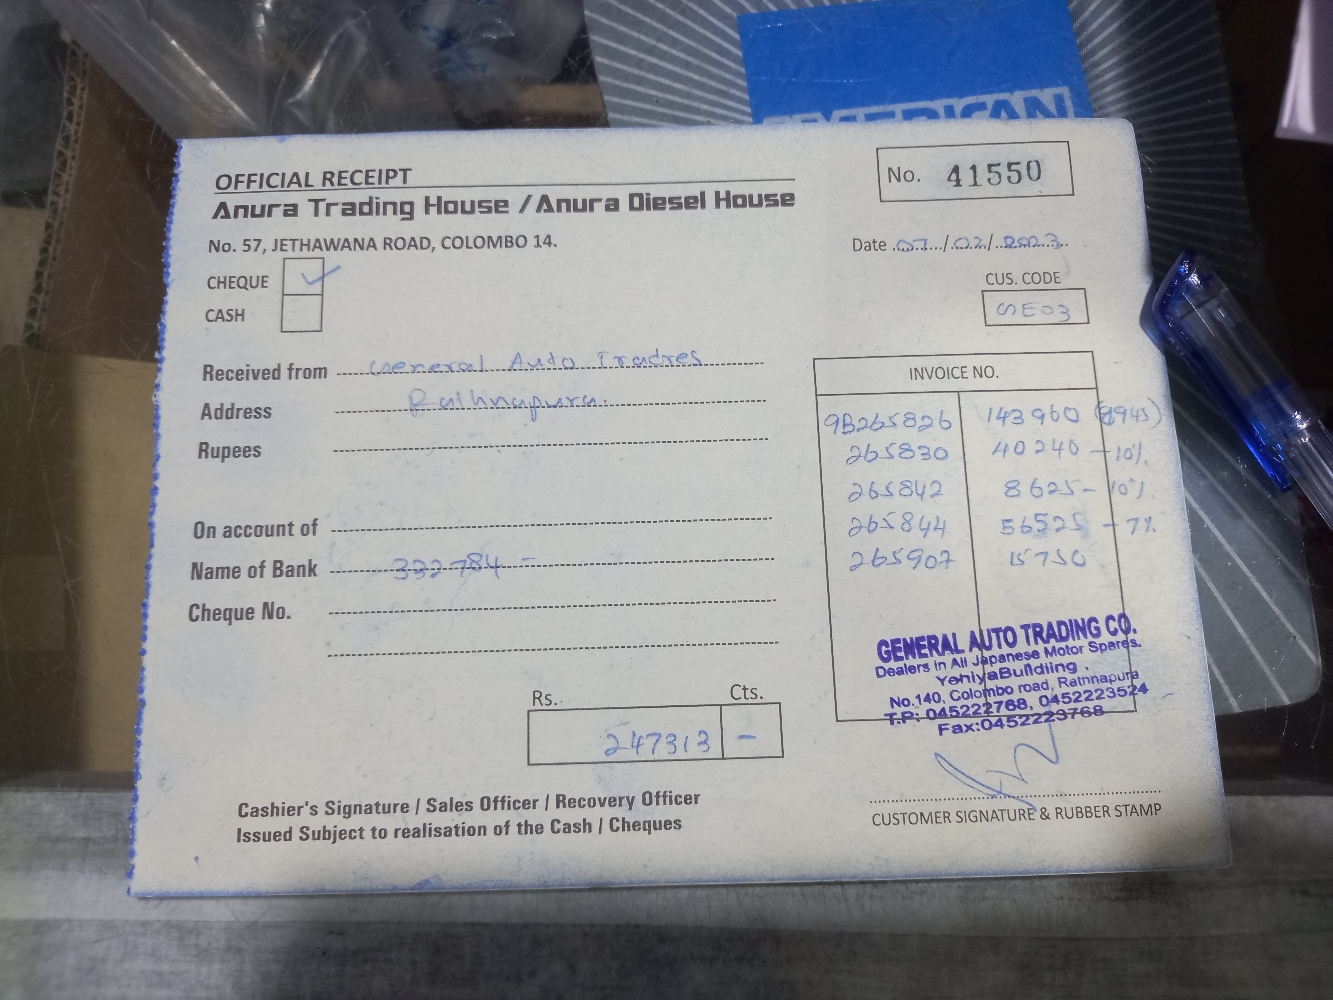 AMERICAN
OFFICIAL RECEIPT
No. 41550
Anura Trading House / Anura Diesel House
No. 57, JETHAWANA ROAD, COLOMBO 14.
Date 07/02/2023
CHEQUE ✓
CUS. CODE
CASH
SE03
Received from General Auto Tradres
INVOICE NO.
Address Rathnapura.
Rupees
9B265826 143960 (8945)
265830 40240 - 10%
265842 8625 - 10%
265844 56525 - 7%
265907 15750
On account of
Name of Bank 332784 -
Cheque No.
GENERAL AUTO TRADING CO.
Dealers in All Japanese Motor Spares.
Yehiya Building .
No.140, Colombo road, Rathnapura
T.P: 045222768, 0452223524
Fax:0452223768
Rs. Cts.
247313 -
Cashier's Signature / Sales Officer / Recovery Officer
Issued Subject to realisation of the Cash / Cheques
CUSTOMER SIGNATURE & RUBBER STAMP